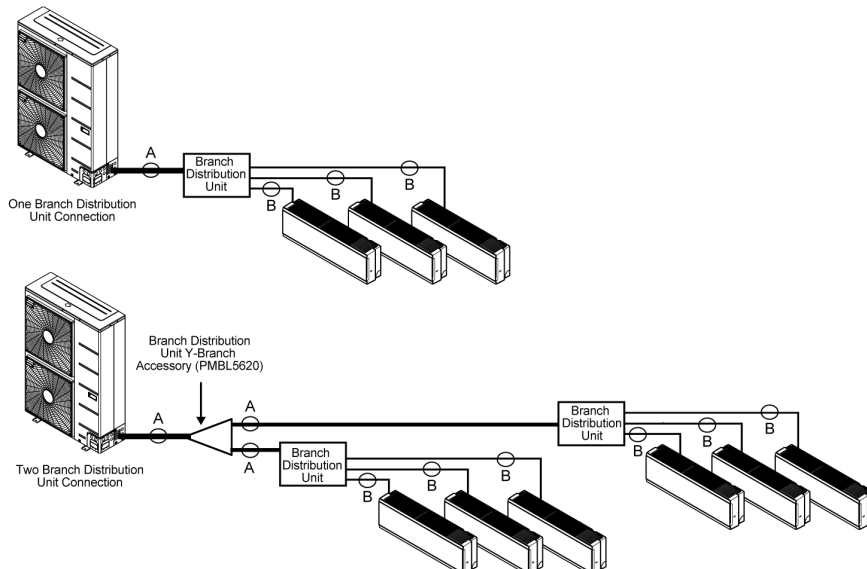 A
Branch
Distribution
Unit
B
B
B
One Branch Distribution
Unit Connection
Branch Distribution
Unit Y-Branch
Accessory (PMBL5620)
A
A
A
Branch
Distribution
Unit
B
B
B
Branch
Distribution
Unit
B
B
B
Two Branch Distribution
Unit Connection